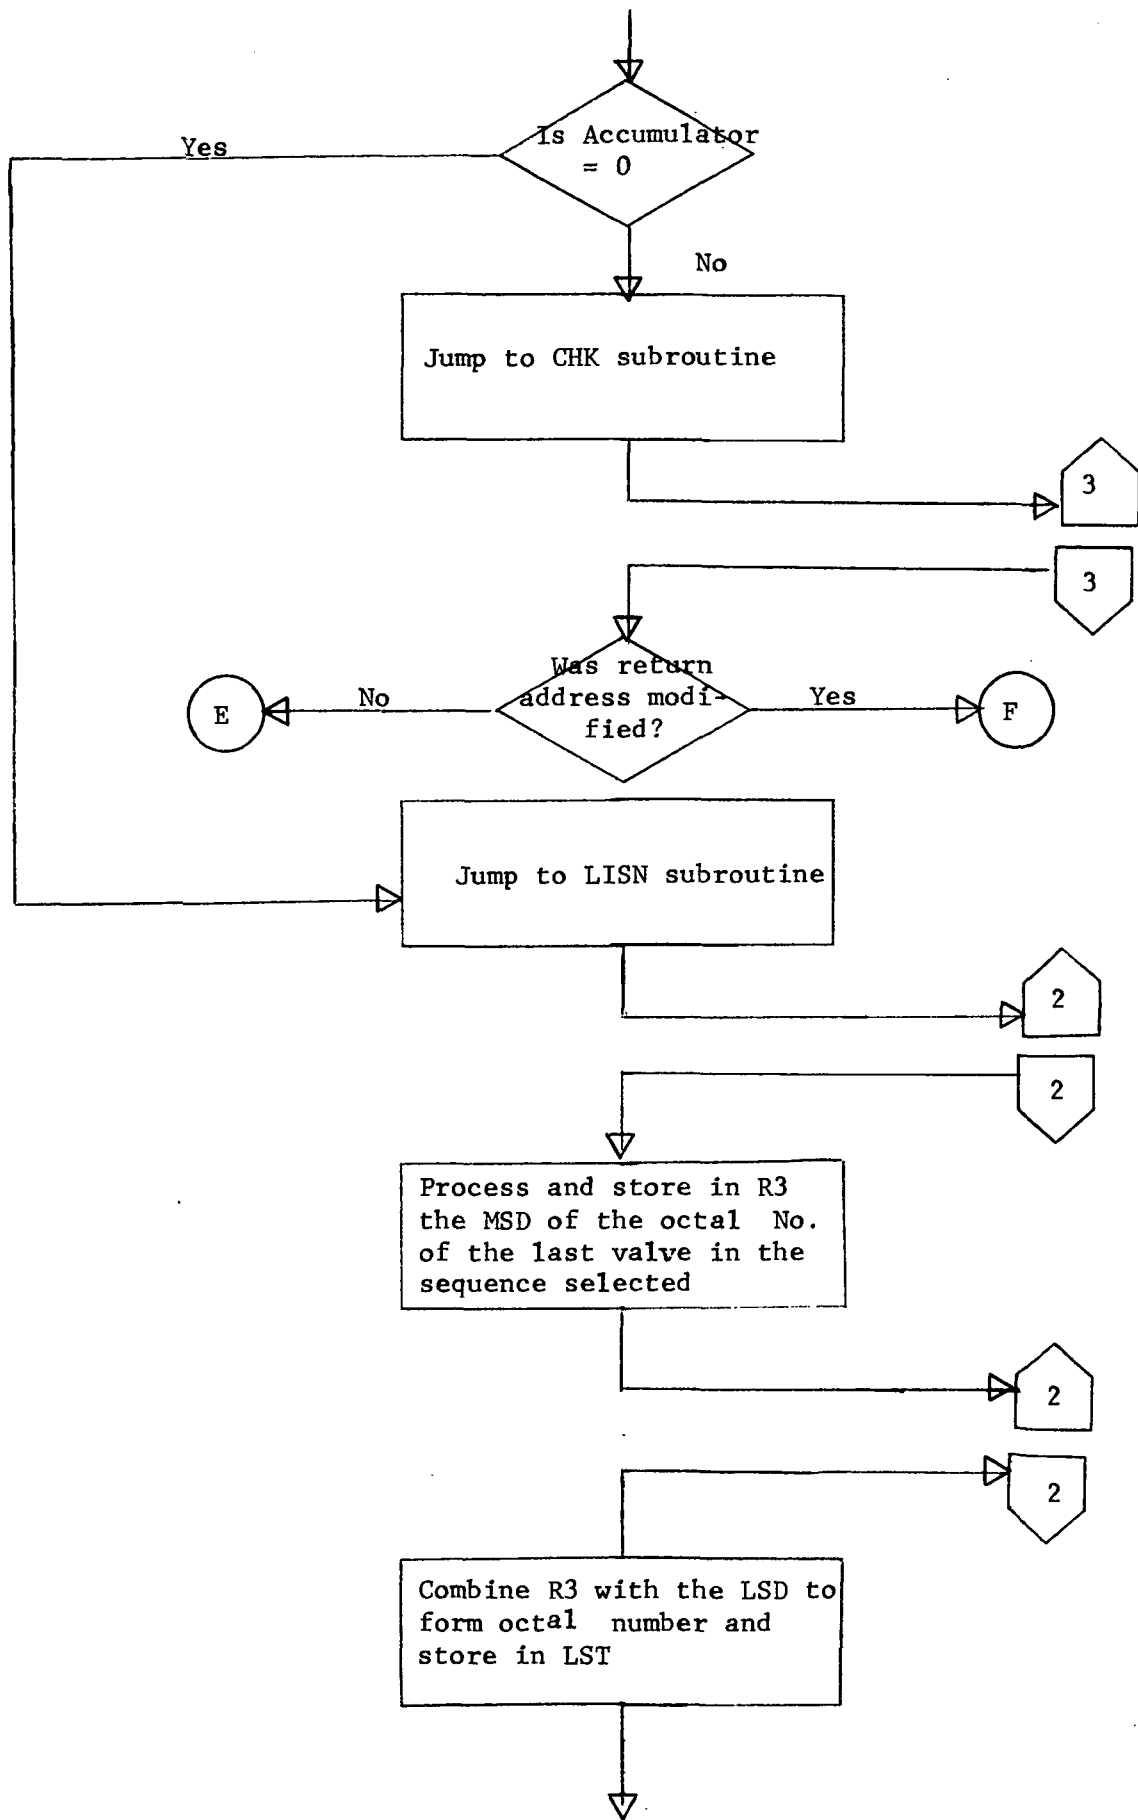 Is Accumulator
= 0
Yes
No
Jump to CHK subroutine
3
3
Was return
address modi-
fied?
No
Yes
E
F
Jump to LISN subroutine
2
2
Process and store in R3
the MSD of the octal No.
of the last valve in the
sequence selected
2
2
Combine R3 with the LSD to
form octal number and
store in LST